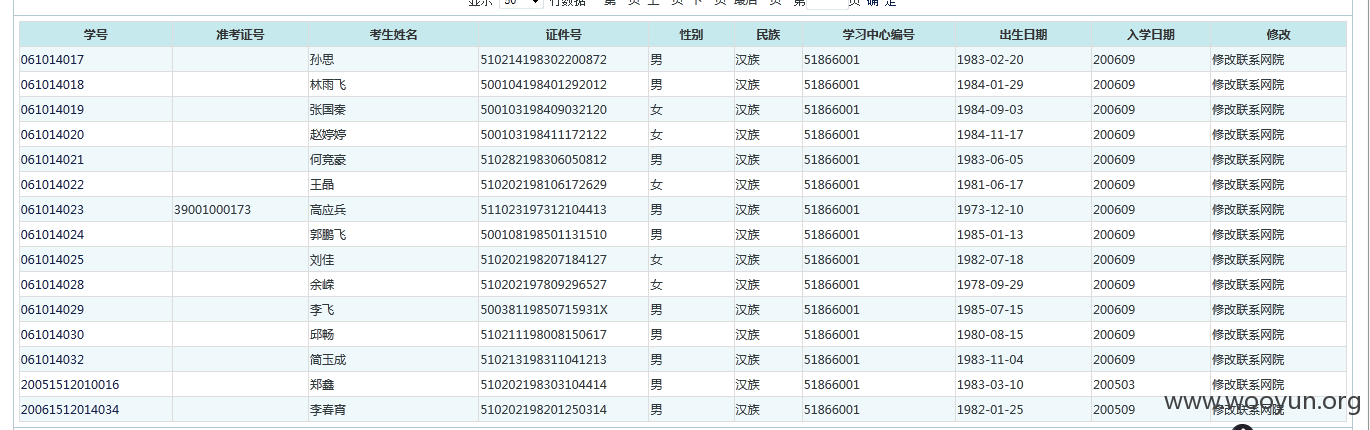 显示 50 行数据 第一页 上一页 下一页 最后一页 第 页 确 定
学号 准考证号 考生姓名 证件号 性别 民族 学习中心编号 出生日期 入学日期 修改
061014017 孙思 510214198302200872 男 汉族 51866001 1983-02-20 200609 修改联系网院
061014018 林雨飞 500104198401292012 男 汉族 51866001 1984-01-29 200609 修改联系网院
061014019 张国秦 500103198409032120 女 汉族 51866001 1984-09-03 200609 修改联系网院
061014020 赵婷婷 500103198411172122 女 汉族 51866001 1984-11-17 200609 修改联系网院
061014021 何竞豪 510282198306050812 男 汉族 51866001 1983-06-05 200609 修改联系网院
061014022 王晶 510202198106172629 女 汉族 51866001 1981-06-17 200609 修改联系网院
061014023 39001000173 高应兵 511023197312104413 男 汉族 51866001 1973-12-10 200609 修改联系网院
061014024 郭鹏飞 500108198501131510 男 汉族 51866001 1985-01-13 200609 修改联系网院
061014025 刘佳 510202198207184127 女 汉族 51866001 1982-07-18 200609 修改联系网院
061014028 余嵘 510202197809296527 女 汉族 51866001 1978-09-29 200609 修改联系网院
061014029 李飞 50038119850715931X 男 汉族 51866001 1985-07-15 200609 修改联系网院
061014030 邱畅 510211198008150617 男 汉族 51866001 1980-08-15 200609 修改联系网院
061014032 简玉成 510213198311041213 男 汉族 51866001 1983-11-04 200609 修改联系网院
20051512010016 郑鑫 510202198303104414 男 汉族 51866001 1983-03-10 200503 修改联系网院
20061512014034 李春宵 510202198201250314 男 汉族 51866001 1982-01-25 200509 修改联系网院
www.wooyun.org